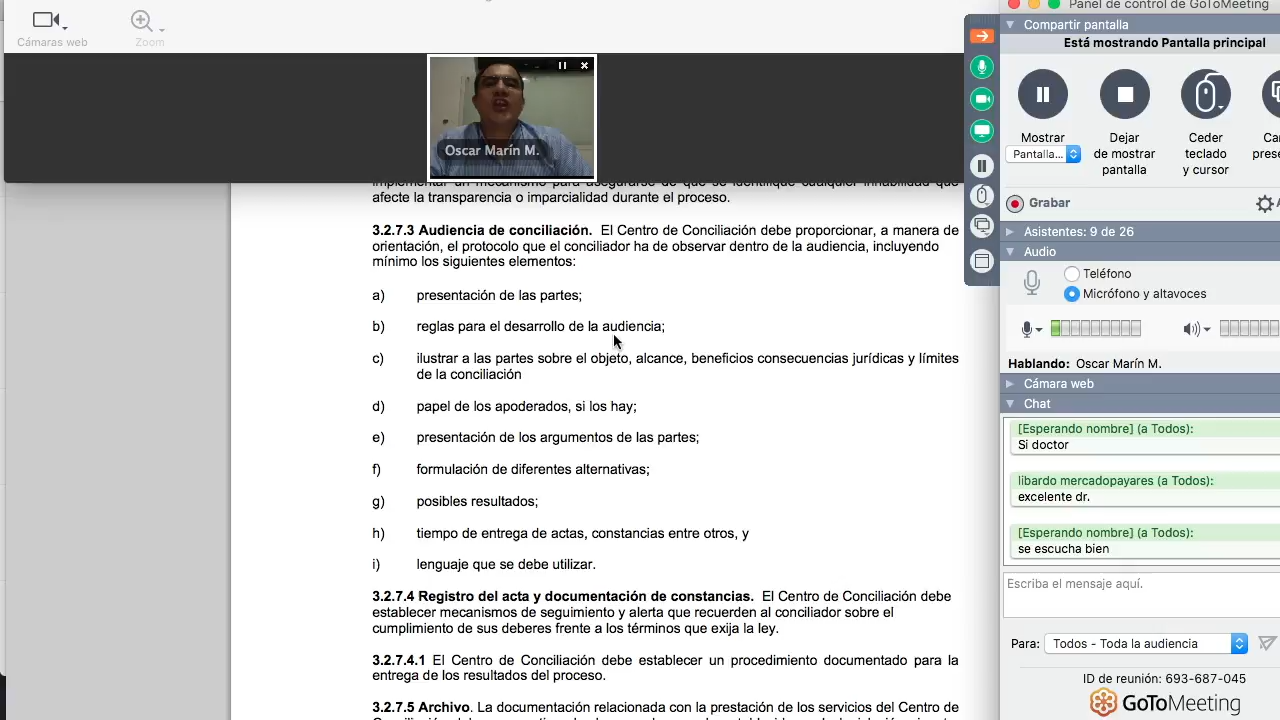 Cámaras web
Zoom
Oscar Marín M.
implementar un mecanismo para asegurarse de que se identifique cualquier inhabilidad que
afecte la transparencia o imparcialidad durante el proceso.
3.2.7.3 Audiencia de conciliación. El Centro de Conciliación debe proporcionar, a manera de
orientación, el protocolo que el conciliador ha de observar dentro de la audiencia, incluyendo
mínimo los siguientes elementos:
a) presentación de las partes;
b) reglas para el desarrollo de la audiencia;
c) ilustrar a las partes sobre el objeto, alcance, beneficios consecuencias jurídicas y límites
de la conciliación
d) papel de los apoderados, si los hay;
e) presentación de los argumentos de las partes;
f) formulación de diferentes alternativas;
g) posibles resultados;
h) tiempo de entrega de actas, constancias entre otros, y
i) lenguaje que se debe utilizar.
3.2.7.4 Registro del acta y documentación de constancias. El Centro de Conciliación debe
establecer mecanismos de seguimiento y alerta que recuerden al conciliador sobre el
cumplimiento de sus deberes frente a los términos que exija la ley.
3.2.7.4.1 El Centro de Conciliación debe establecer un procedimiento documentado para la
entrega de los resultados del proceso.
3.2.7.5 Archivo. La documentación relacionada con la prestación de los servicios del Centro de
Panel de control de GoToMeeting
Compartir pantalla
Está mostrando Pantalla principal
Mostrar
Pantalla...
Dejar
de mostrar
pantalla
Ceder
teclado
y cursor
Grabar
Asistentes: 9 de 26
Audio
Teléfono
Micrófono y altavoces
Hablando: Oscar Marín M.
Cámara web
Chat
[Esperando nombre] (a Todos):
Si doctor
libardo mercadopayares (a Todos):
excelente dr.
[Esperando nombre] (a Todos):
se escucha bien
Escriba el mensaje aquí.
Para: Todos - Toda la audiencia
ID de reunión: 693-687-045
GoToMeeting